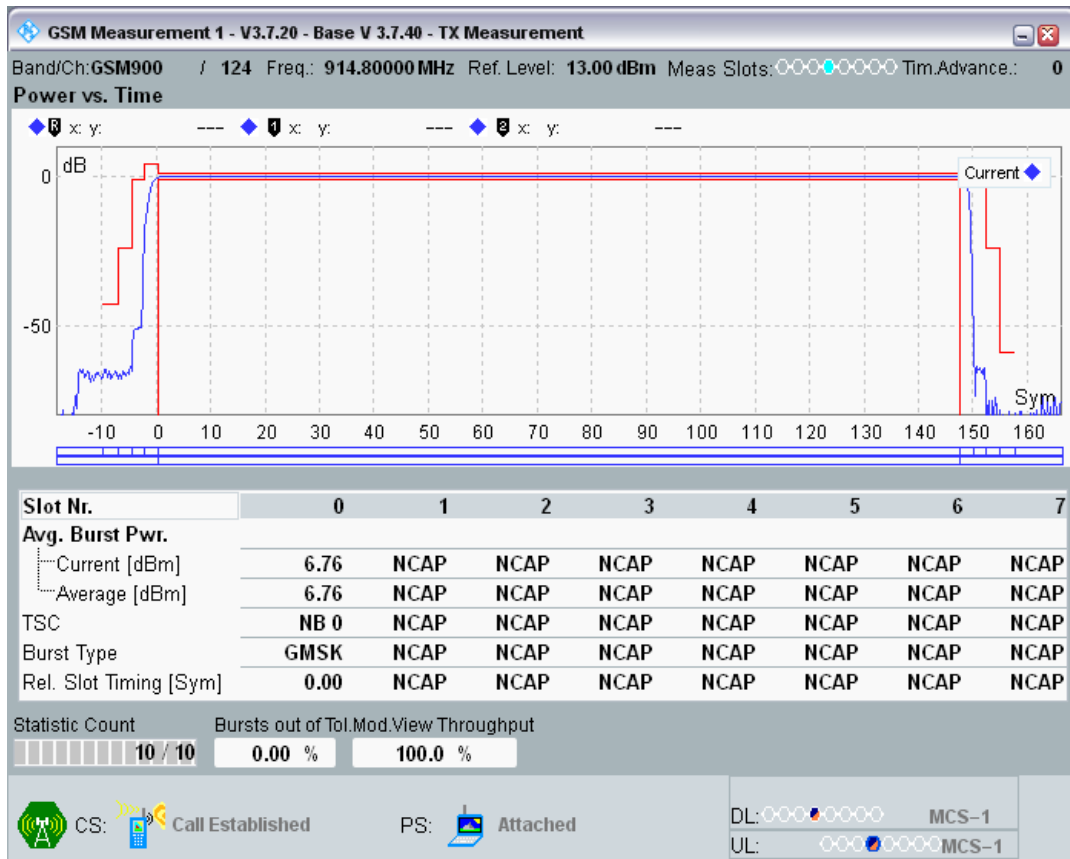 GSM Measurement 1 - V3.7.20 - Base V 3.7.40 - TX Measurement
Band/Ch: GSM900 / 124 Freq.: 914.80000 MHz Ref. Level: 13.00 dBm Meas Slots: Tim.Advance.: 0
Power vs. Time
R x: y: --- 1 x: y: --- 2 x: y: ---
dB
0
Current
-50
Sym
-10 0 10 20 30 40 50 60 70 80 90 100 110 120 130 140 150 160
Slot Nr. 0 1 2 3 4 5 6 7
Avg. Burst Pwr.
Current [dBm] 6.76 NCAP NCAP NCAP NCAP NCAP NCAP NCAP
Average [dBm] 6.76 NCAP NCAP NCAP NCAP NCAP NCAP NCAP
TSC NB 0 NCAP NCAP NCAP NCAP NCAP NCAP NCAP
Burst Type GMSK NCAP NCAP NCAP NCAP NCAP NCAP NCAP
Rel. Slot Timing [Sym] 0.00 NCAP NCAP NCAP NCAP NCAP NCAP NCAP
Statistic Count Bursts out of Tol. Mod.View Throughput
10 / 10 0.00 % 100.0 %
CS: Call Established PS: Attached
DL: MCS-1
UL: MCS-1